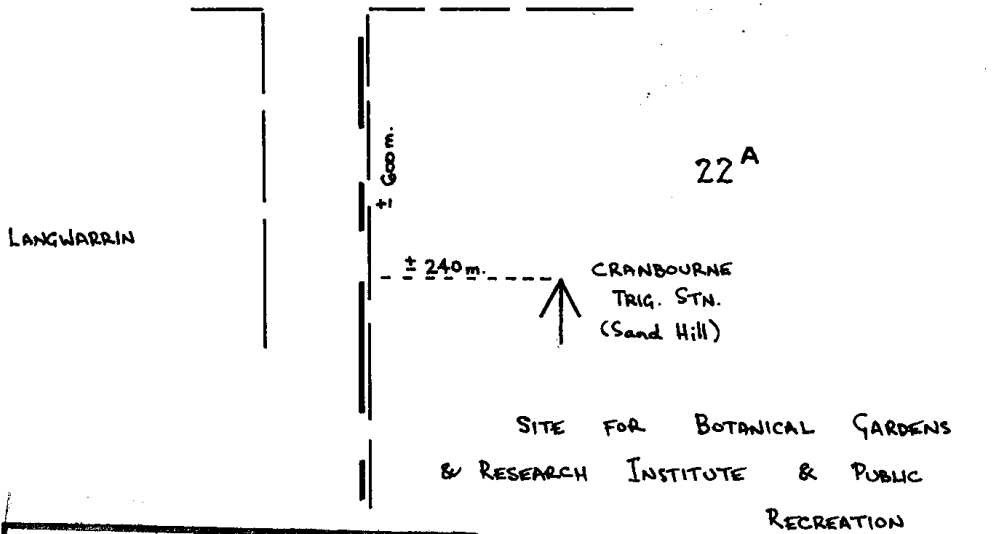 ± 600 m.
22 A
LANGWARRIN
± 240 m.
CRANBOURNE
TRIG. STN.
(Sand Hill)
SITE FOR BOTANICAL GARDENS
& RESEARCH INSTITUTE & PUBLIC
RECREATION